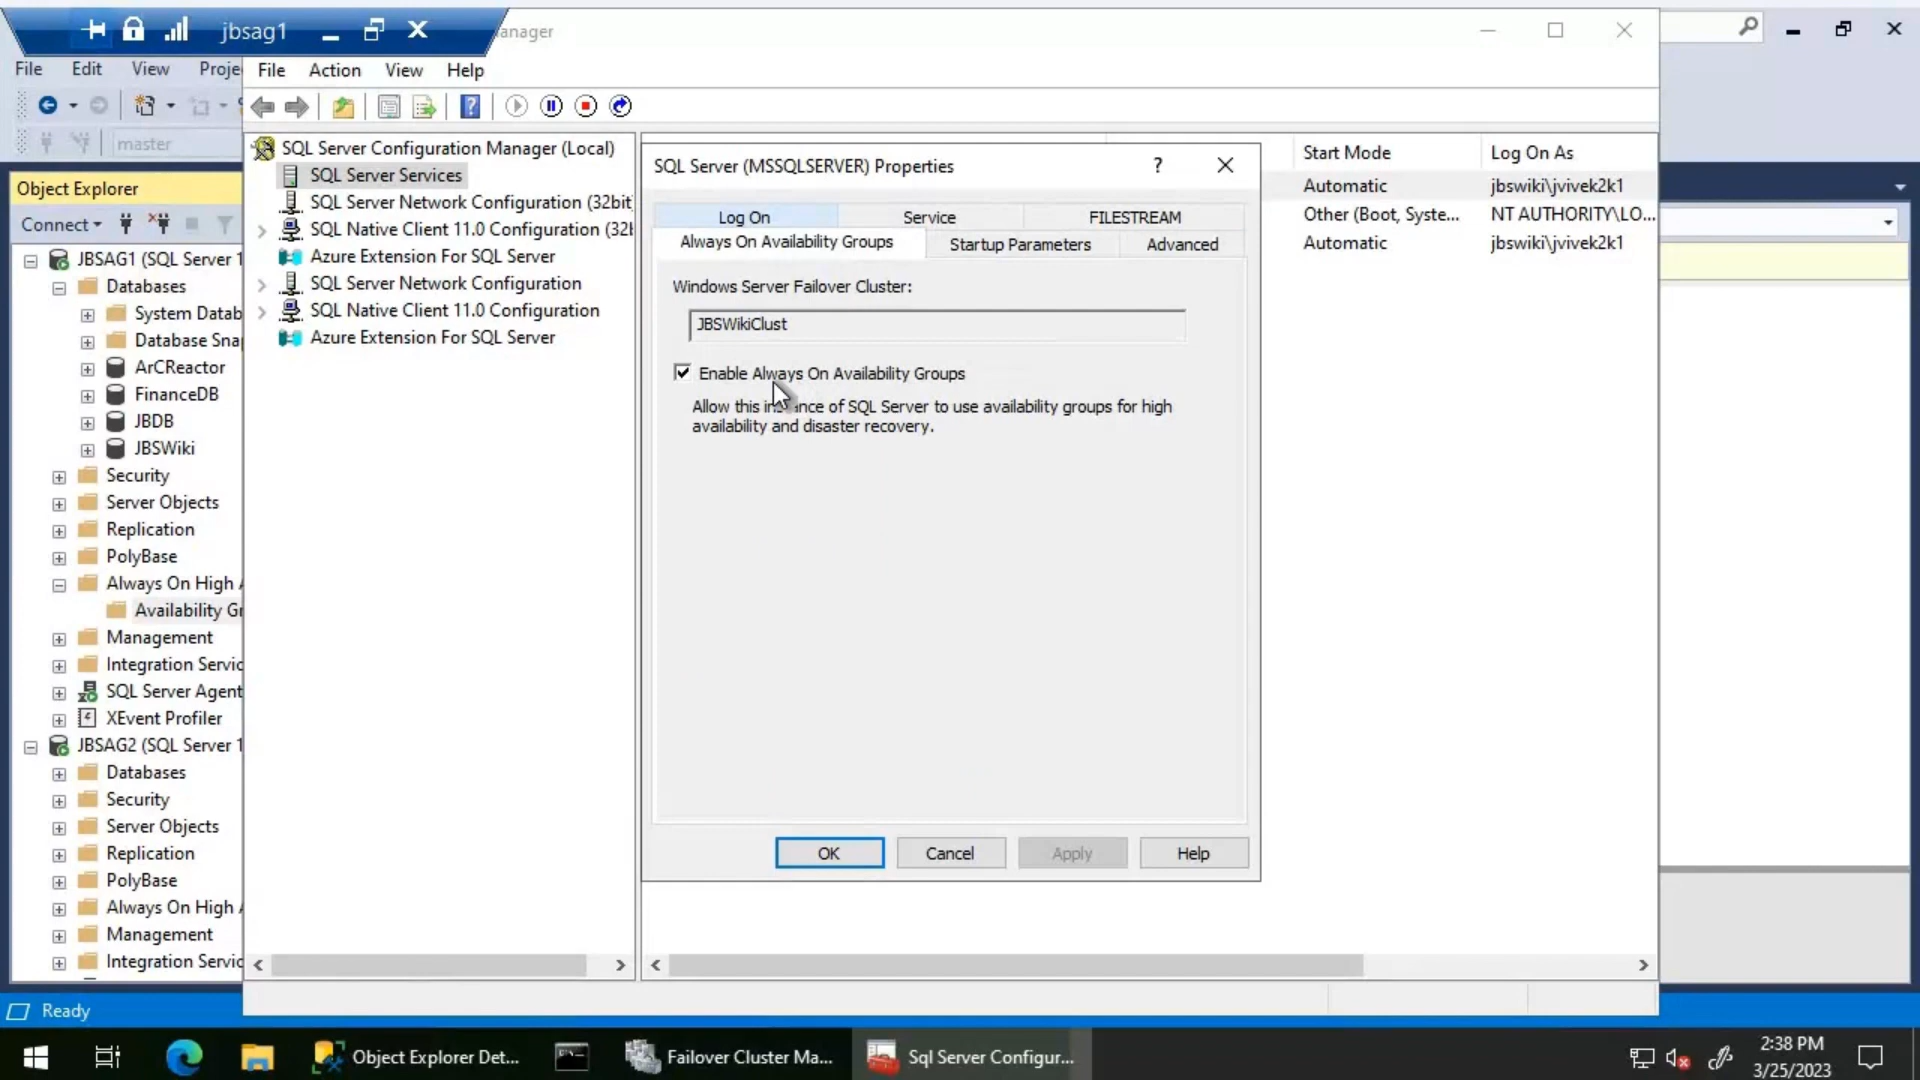 jbsag1
anager
File
Edit
View
Proje
master
File
Action
View
Help
Object Explorer
Connect
JBSAG1 (SQL Server 1
Databases
System Datab
Database Sna
ArCReactor
FinanceDB
JBDB
JBSWiki
Security
Server Objects
Replication
PolyBase
Always On High A
Availability Gr
Management
Integration Servic
SQL Server Agent
XEvent Profiler
JBSAG2 (SQL Server 1
Databases
Security
Server Objects
Replication
PolyBase
Always On High A
Management
Integration Servic
SQL Server Configuration Manager (Local)
SQL Server Services
SQL Server Network Configuration (32bit
SQL Native Client 11.0 Configuration (32b
Azure Extension For SQL Server
SQL Server Network Configuration
SQL Native Client 11.0 Configuration
Azure Extension For SQL Server
SQL Server (MSSQLSERVER) Properties
?
Log On
Service
FILESTREAM
Always On Availability Groups
Startup Parameters
Advanced
Windows Server Failover Cluster:
JBSWikiClust
Enable Always On Availability Groups
Allow this in ance of SQL Server to use availability groups for high
availability and disaster recovery.
OK
Cancel
Apply
Help
Start Mode
Log On As
Automatic
jbswiki\jvivek2k1
Other (Boot, Syste...
NT AUTHORITY\LO...
Automatic
jbswiki\jvivek2k1
Ready
Object Explorer Det...
Failover Cluster Ma...
Sql Server Configur...
2:38 PM
3/25/2023